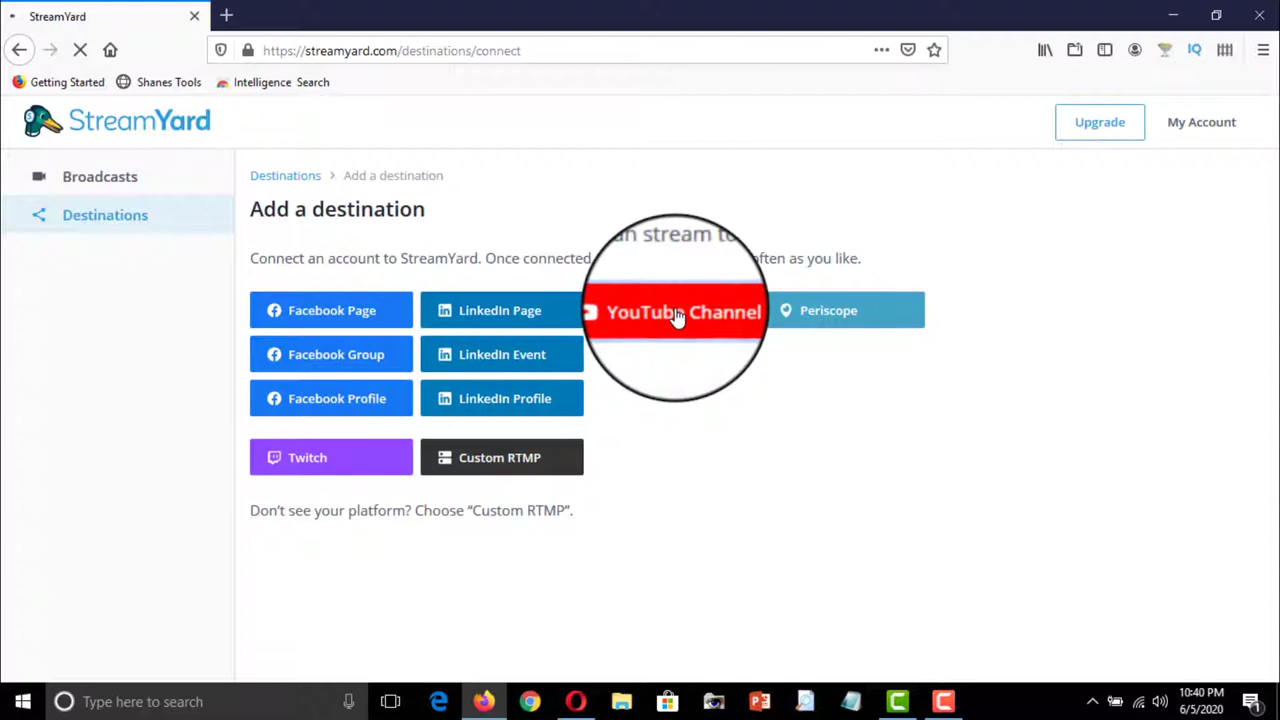 StreamYard
https://streamyard.com/destinations/connect
Getting Started
Shanes Tools
Intelligence Search
IQ
StreamYard
Upgrade
My Account
Broadcasts
Destinations
Destinations > Add a destination
Add a destination
an stream to
Connect an account to StreamYard. Once connected, often as you like.
Facebook Page
LinkedIn Page
YouTube Channel
Periscope
Facebook Group
LinkedIn Event
Facebook Profile
LinkedIn Profile
Twitch
Custom RTMP
Don't see your platform? Choose “Custom RTMP”.
Type here to search
10:40 PM
6/5/2020